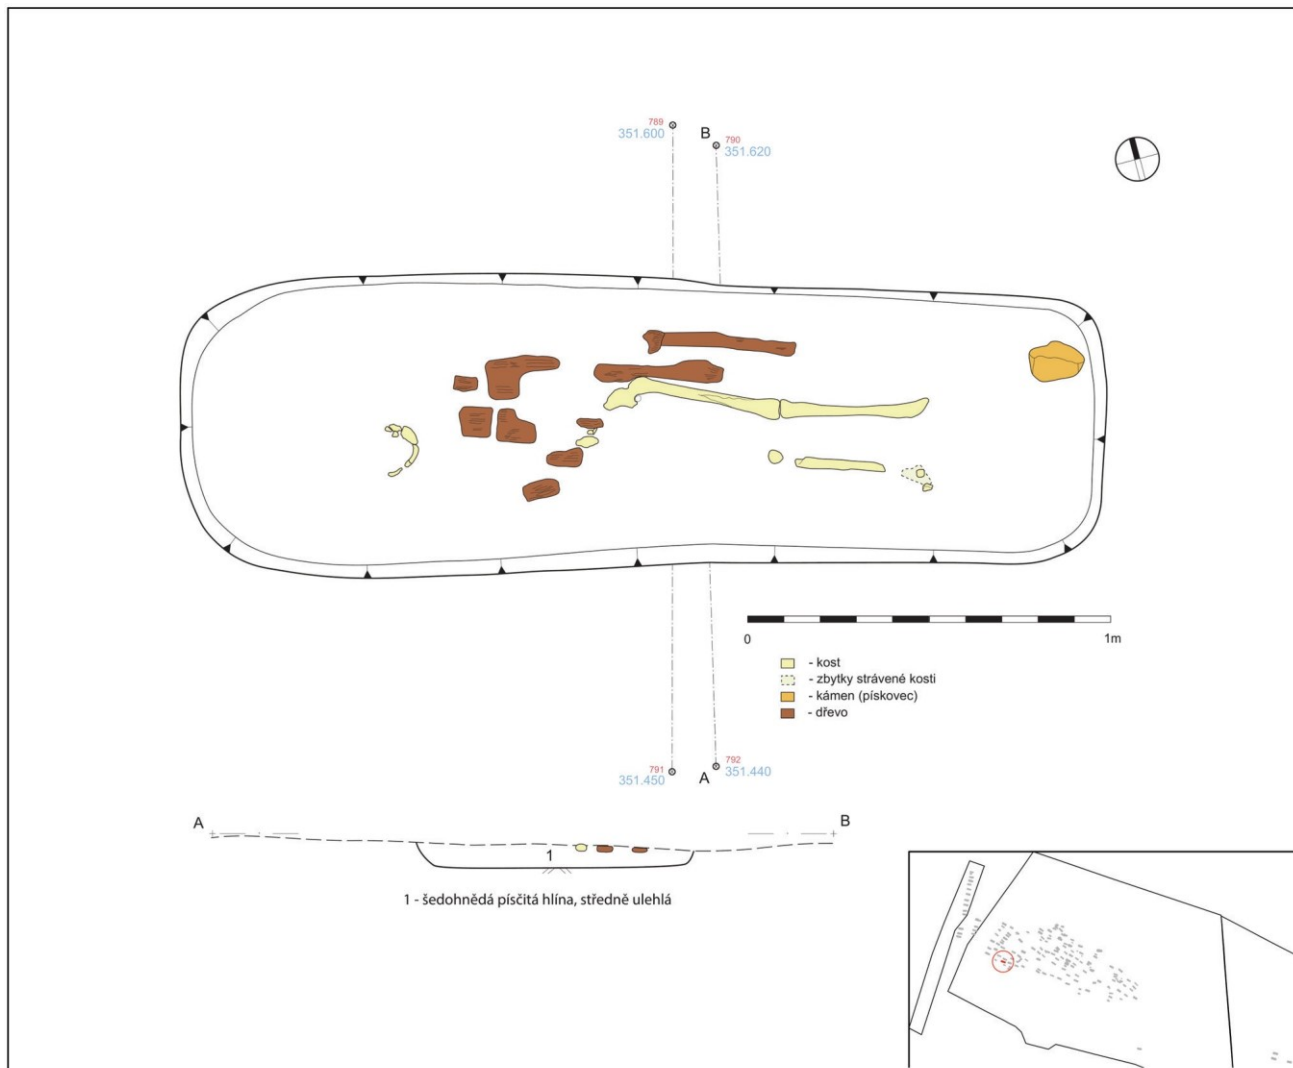 789
351.600
B
790
351.620
0
1m
- kost
- zbytky strávené kosti
- kámen (pískovec)
- dřevo
791
351.450
A
792
351.440
A
B
1
1 - šedohnědá písčitá hlína, středně ulehlá